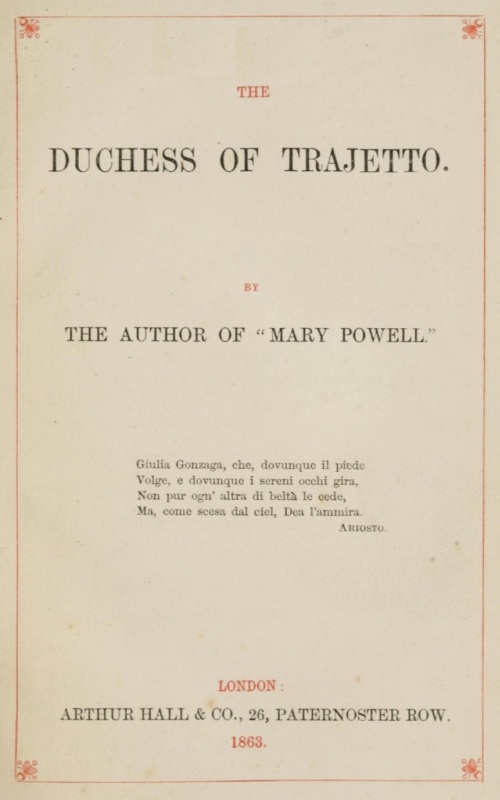 THE
DUCHESS OF TRAJETTO.
BY
THE AUTHOR OF “MARY POWELL.”
Giulia Gonzaga, che, dovunque il piede
Volge, e dovunque i sereni occhi gira,
Non pur ogn’ altra di beltà le cede,
Ma, come scesa dal ciel, Dea l’ammira.
ARIOSTO.
LONDON:
ARTHUR HALL & CO., 26, PATERNOSTER ROW.
1863.